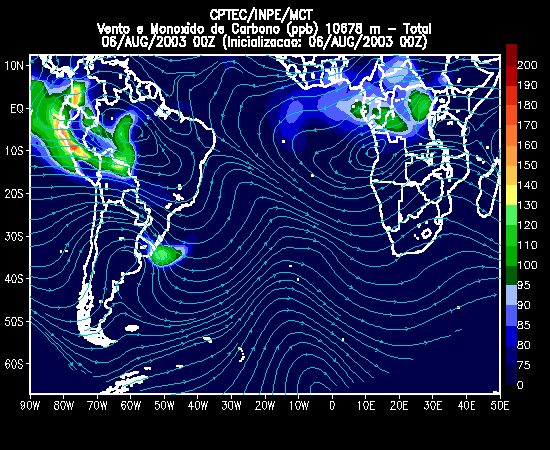 CPTEC/INPE/MCT
Vento e Monoxido de Carbono (ppb) 10678 m - Total
06/AUG/2003 00Z (Inicializacao: 06/AUG/2003 00Z)
10N
EQ
10S
20S
30S
40S
50S
60S
90W 80W 70W 60W 50W 40W 30W 20W 10W 0 10E 20E 30E 40E 50E
200
190
180
170
160
150
140
130
120
110
100
95
90
85
80
75
0